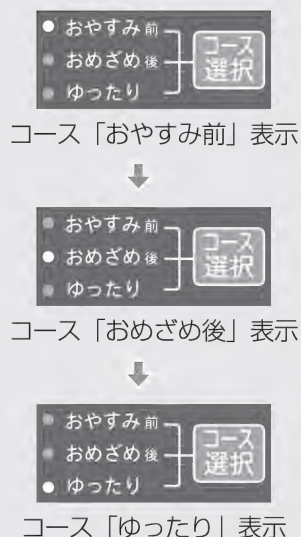 おやすみ前
おめざめ後
ゆったり
コース
選択
コース「おやすみ前」表示
おやすみ前
おめざめ後
ゆったり
コース
選択
コース「おめざめ後」表示
おやすみ前
おめざめ後
ゆったり
コース
選択
コース「ゆったり」表示